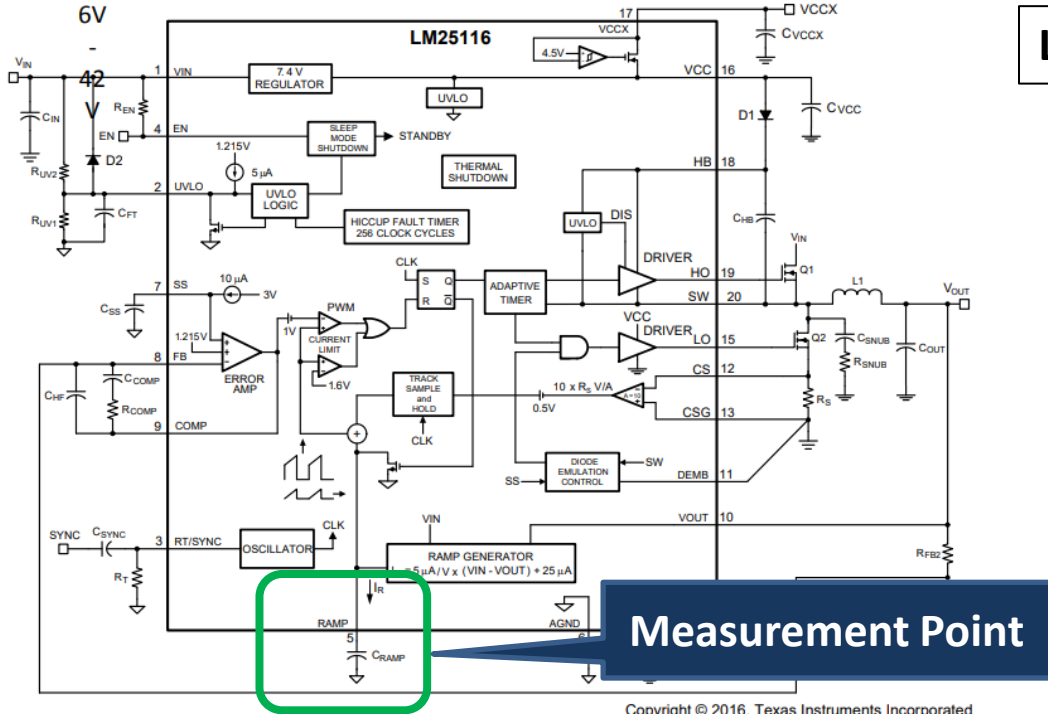 6V
-
42
V
L
LM25116
17
VCCX
VCCX
CVCCX
4.5V
VIN
1
VIN
7.4 V
REGULATOR
VCC
16
UVLO
CIN
REN
D1
CVCC
EN
4
EN
SLEEP
MODE
SHUTDOWN
STANDBY
D2
1.215V
THERMAL
SHUTDOWN
HB
18
RUV2
5 µA
2
UVLO
UVLO
LOGIC
RUV1
CFT
HICCUP FAULT TIMER
256 CLOCK CYCLES
UVLO
DIS
CHB
VIN
CLK
DRIVER
HO
19
Q1
S
Q
R
Q
ADAPTIVE
TIMER
SW
20
L1
VOUT
7
SS
10 µA
3V
CSS
PWM
1V
CURRENT
LIMIT
1.6V
VCC
DRIVER
LO
15
Q2
CSNUB
RSNUB
COUT
1.215V
8
FB
ERROR
AMP
CCOMP
CHF
RCOMP
9
COMP
TRACK
SAMPLE
and
HOLD
CLK
10 x RS V/A
0.5V
A = 10
CS
12
RS
CSG
13
DIODE
EMULATION
CONTROL
SW
SS
DEMB
11
VIN
VOUT
10
SYNC
CSYNC
3
RT/SYNC
OSCILLATOR
CLK
RT
RAMP GENERATOR
= 5 µA/V x (VIN - VOUT) + 25 µA
RFB2
IR
RAMP
5
CRAMP
AGND
Measurement Point
Copyright © 2016, Texas Instruments Incorporated